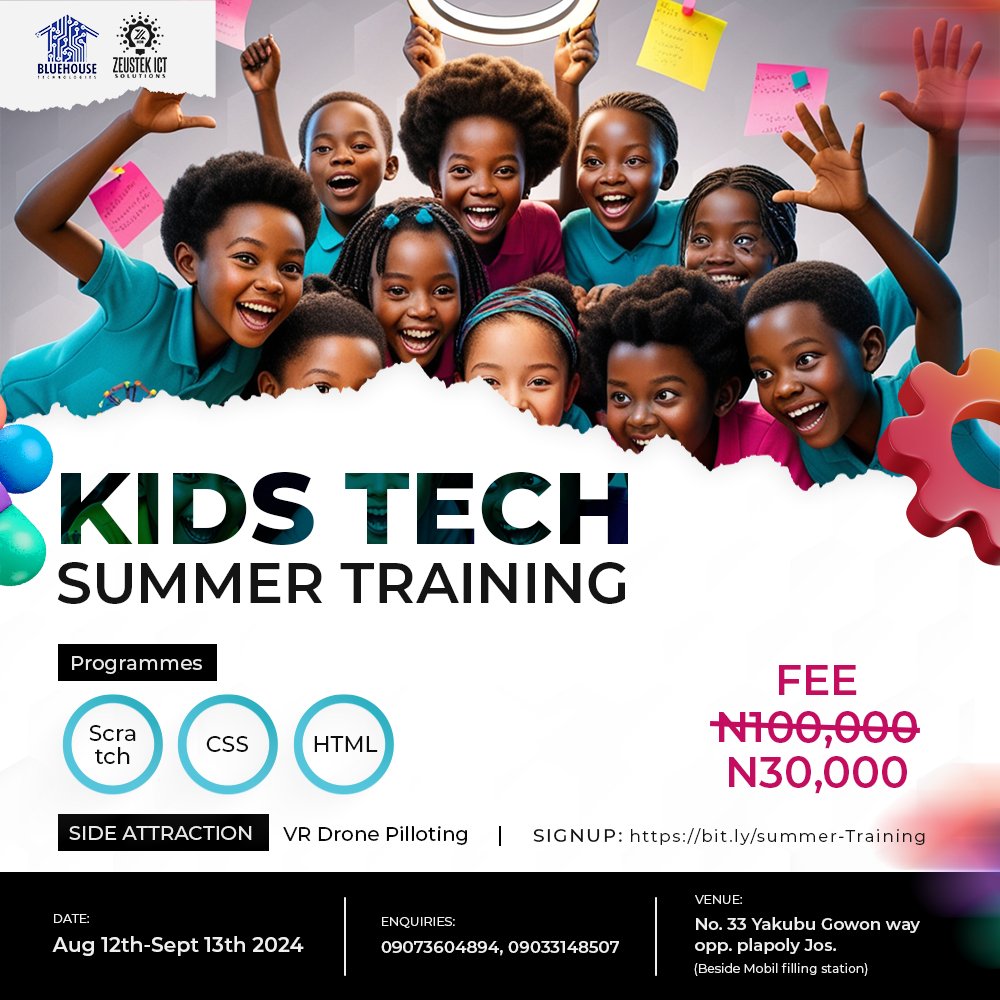 BLUEHOUSE
TECHNOLOGIES
ZEUSTEK ICT
SOLUTIONS
KIDS TECH
SUMMER TRAINING
Programmes
Scra
tch
CSS
HTML
FEE
N100,000
N30,000
SIDE ATTRACTION
VR Drone Pilloting
|
SIGNUP: https://bit.ly/summer-Training
DATE:
Aug 12th-Sept 13th 2024
ENQUIRIES:
09073604894, 09033148507
VENUE:
No. 33 Yakubu Gowon way
opp. plapoly Jos.
(Beside Mobil filling station)